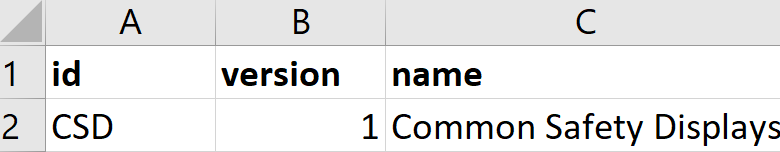 A B C
1 id version name
2 CSD 1 Common Safety Displays